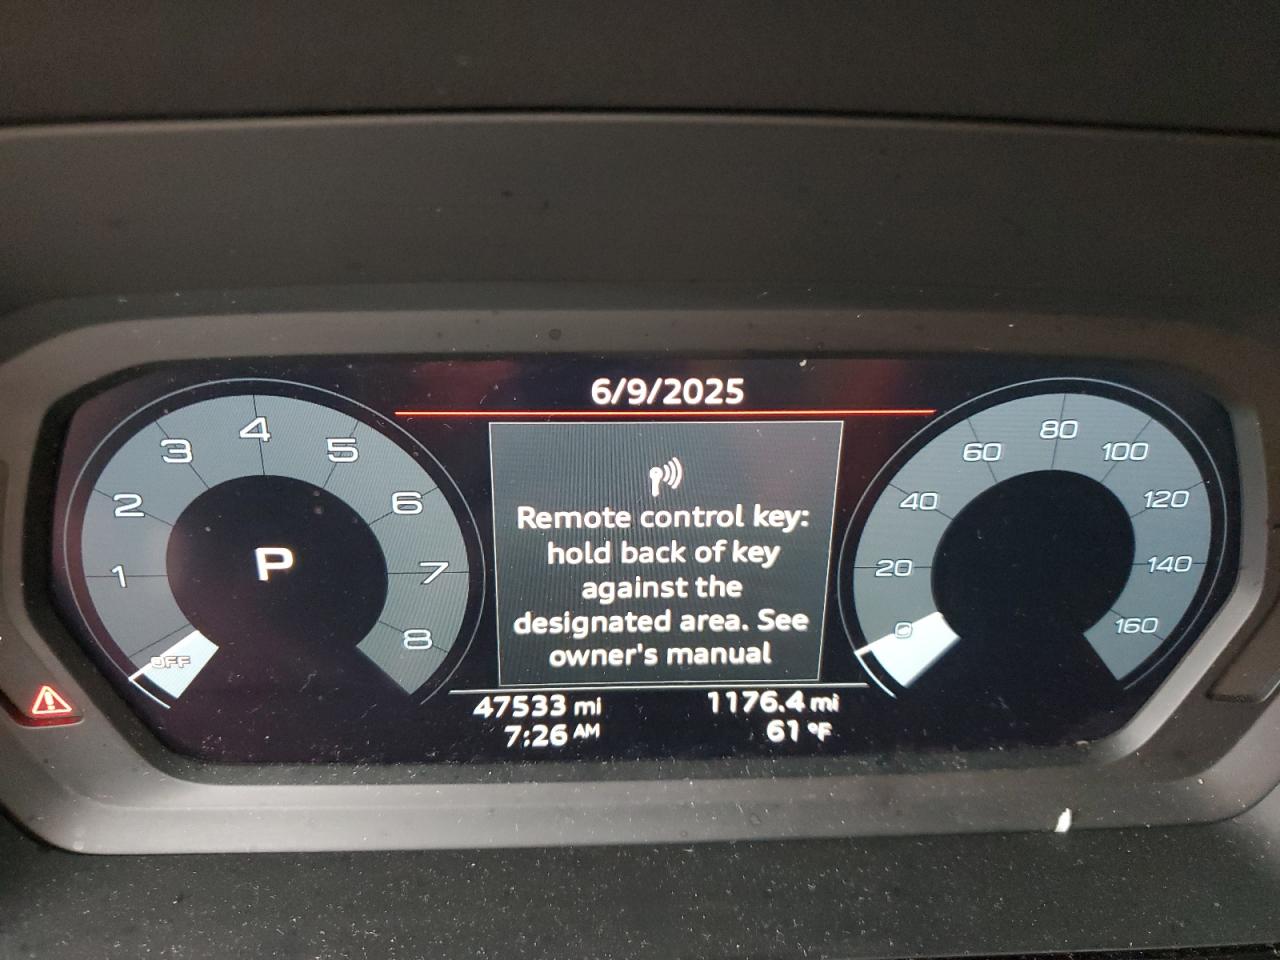 6/9/2025
1
2
3
4
5
6
7
8
OFF
P
Remote control key:
hold back of key
against the
designated area. See
owner's manual
0
20
40
60
80
100
120
140
160
47533 mi 1176.4 mi
7:26 AM 61 °F